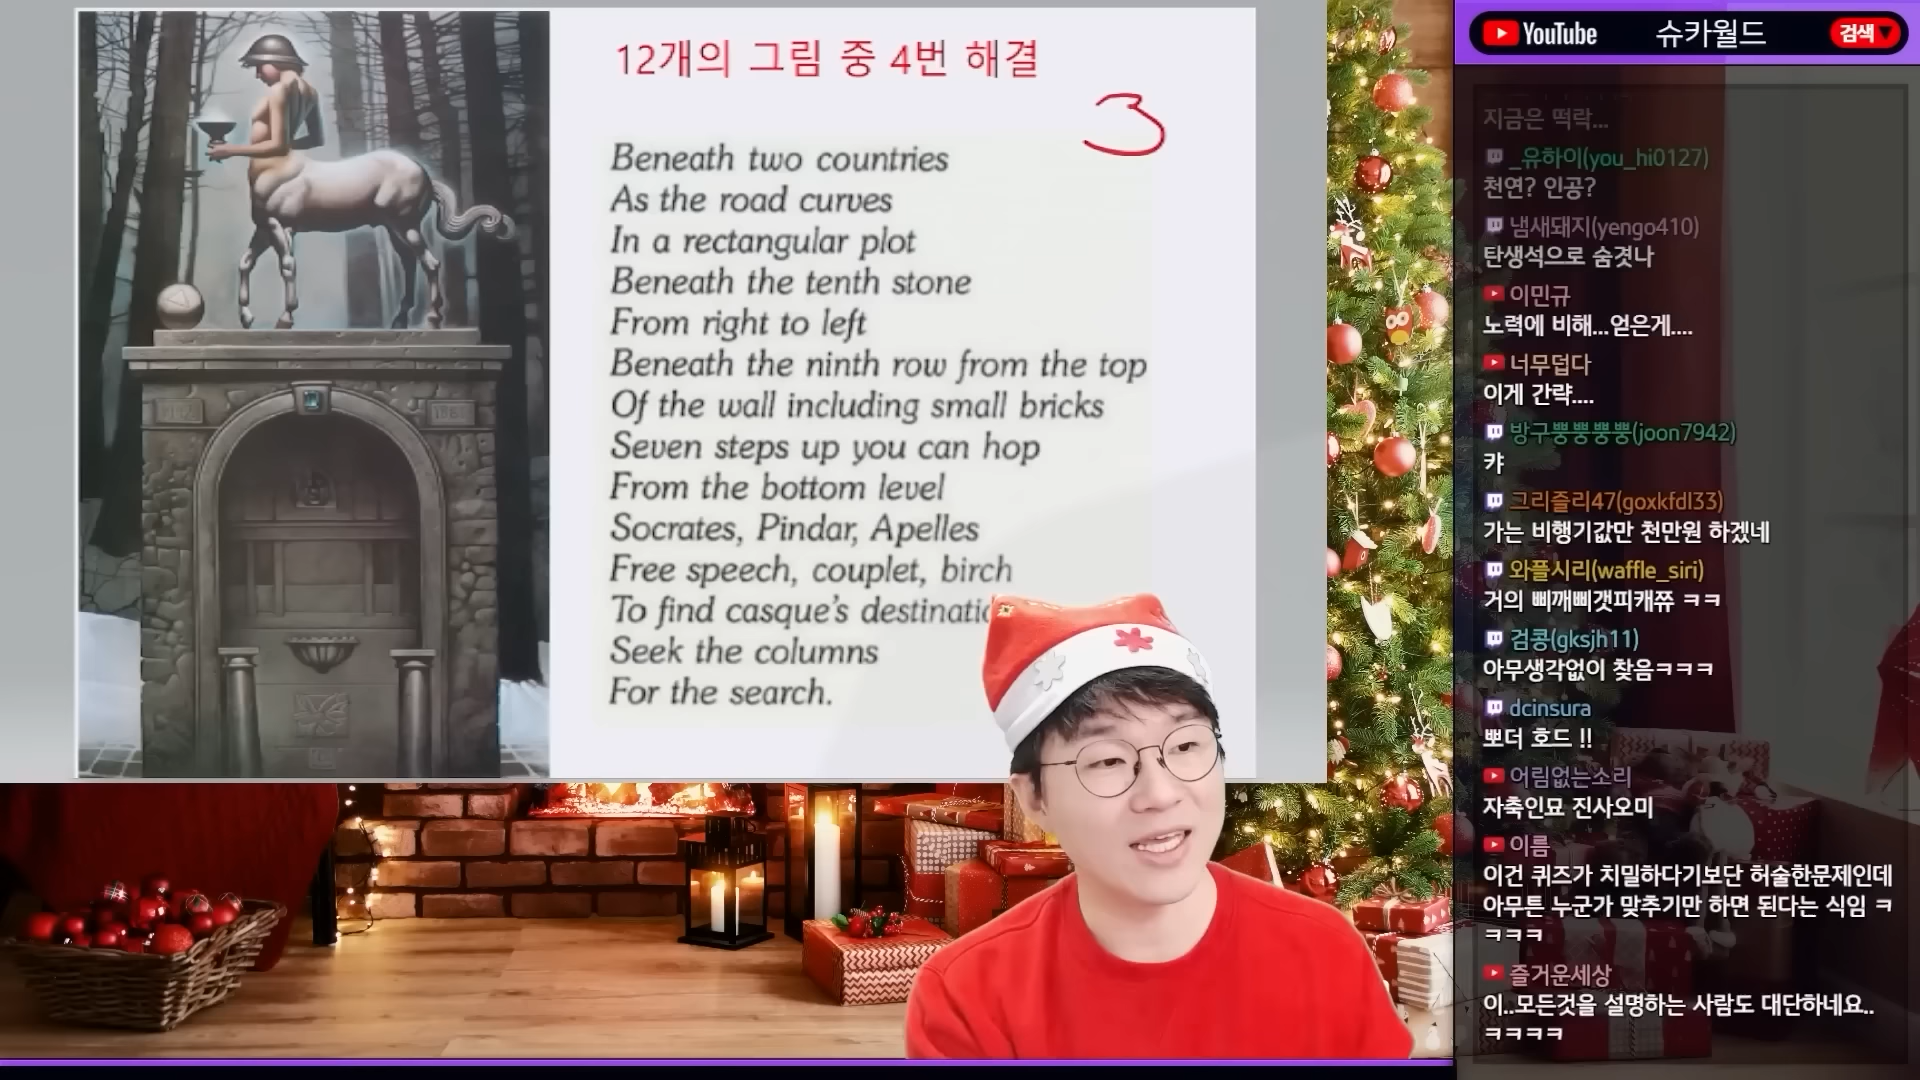 12개의 그림 중 4번 해결
3
Beneath two countries
As the road curves
In a rectangular plot
Beneath the tenth stone
From right to left
Beneath the ninth row from the top
Of the wall including small bricks
Seven steps up you can hop
From the bottom level
Socrates, Pindar, Apelles
Free speech, couplet, birch
To find casque's destinatio
Seek the columns
For the search.
YouTube 슈카월드 검색
지금은 떡락...
_유하이(you_hi0127)
천연? 인공?
냄새돼지(yengo410)
탄생석으로 숨겻나
이민규
노력에 비해...얻은게....
너무덥다
이게 간략....
방구뿡뿡뿡뿡(joon7942)
캬
그리즐리47(goxkfdl33)
가는 비행기값만 천만원 하겠네
와플시리(waffle_siri)
거의 삐깨삐갯피캐쮸 ㅋㅋ
검콩(gksjh11)
아무생각없이 찾음ㅋㅋㅋ
dcinsura
뽀더 호드 !!
어림없는소리
자축인묘 진사오미
이름
이건 퀴즈가 치밀하다기보단 허술한문제인데
아무튼 누군가 맞추기만 하면 된다는 식임 ㅋ
ㅋㅋㅋ
즐거운세상
이..모든것을 설명하는 사람도 대단하네요..
ㅋㅋㅋㅋ